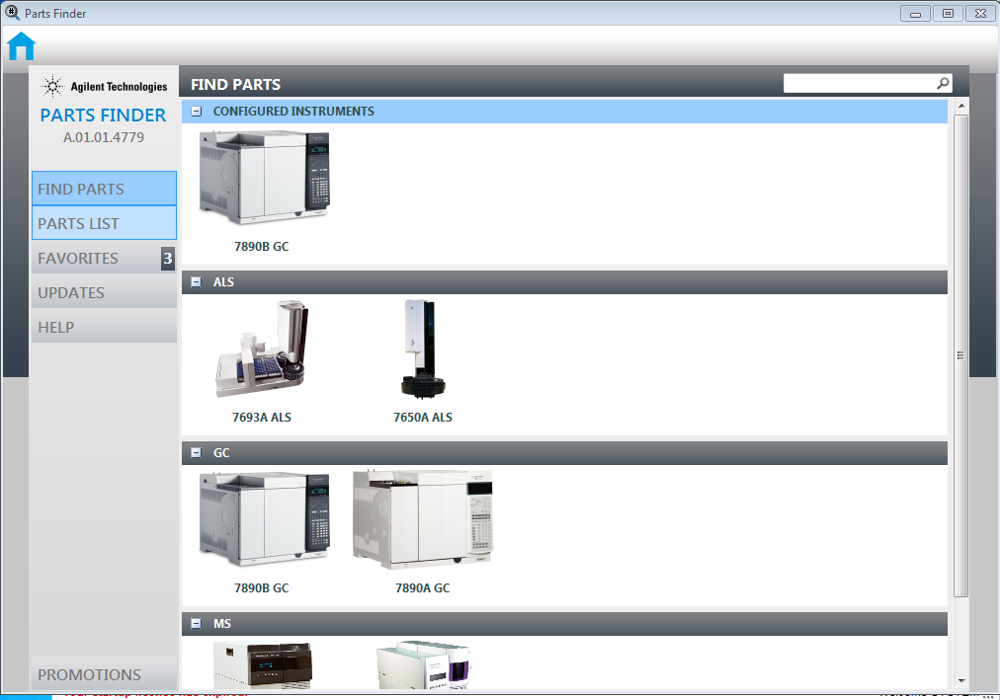 Parts Finder
Agilent Technologies
PARTS FINDER
A.01.01.4779
FIND PARTS
PARTS LIST
FAVORITES 3
UPDATES
HELP
PROMOTIONS
FIND PARTS
CONFIGURED INSTRUMENTS
7890B GC
ALS
7693A ALS
7650A ALS
GC
7890B GC
7890A GC
MS